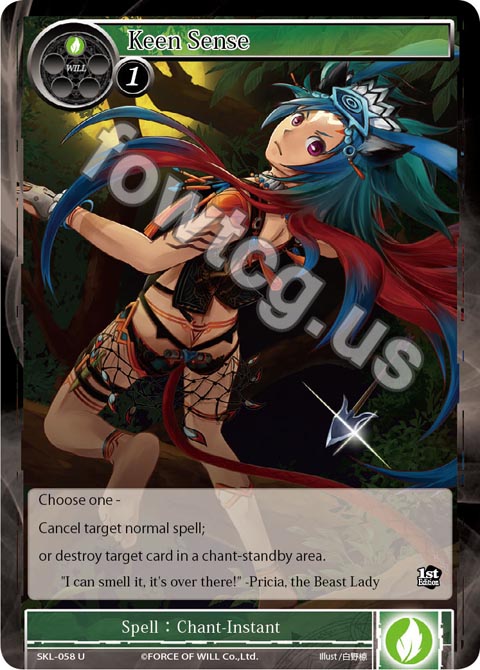 Keen Sense
WILL
1
fowtcg.us
Choose one -
Cancel target normal spell;
or destroy target card in a chant-standby area.
"I can smell it, it's over there!" -Pricia, the Beast Lady
1st
Edition
Spell : Chant-Instant
SKL-058 U ©FORCE OF WILL Co.,Ltd. Illust /白野椋